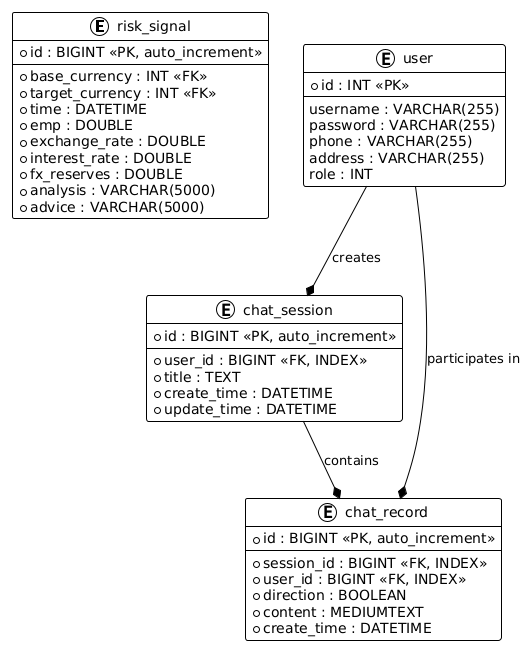 E risk_signal
id : BIGINT «PK, auto_increment»
base_currency : INT «FK»
target_currency : INT «FK»
time : DATETIME
emp : DOUBLE
exchange_rate : DOUBLE
interest_rate : DOUBLE
fx_reserves : DOUBLE
analysis : VARCHAR(5000)
advice : VARCHAR(5000)
E user
id : INT «PK»
username : VARCHAR(255)
password : VARCHAR(255)
phone : VARCHAR(255)
address : VARCHAR(255)
role : INT
creates
E chat_session
id : BIGINT «PK, auto_increment»
user_id : BIGINT «FK, INDEX»
title : TEXT
create_time : DATETIME
update_time : DATETIME
participates in
contains
E chat_record
id : BIGINT «PK, auto_increment»
session_id : BIGINT «FK, INDEX»
user_id : BIGINT «FK, INDEX»
direction : BOOLEAN
content : MEDIUMTEXT
create_time : DATETIME